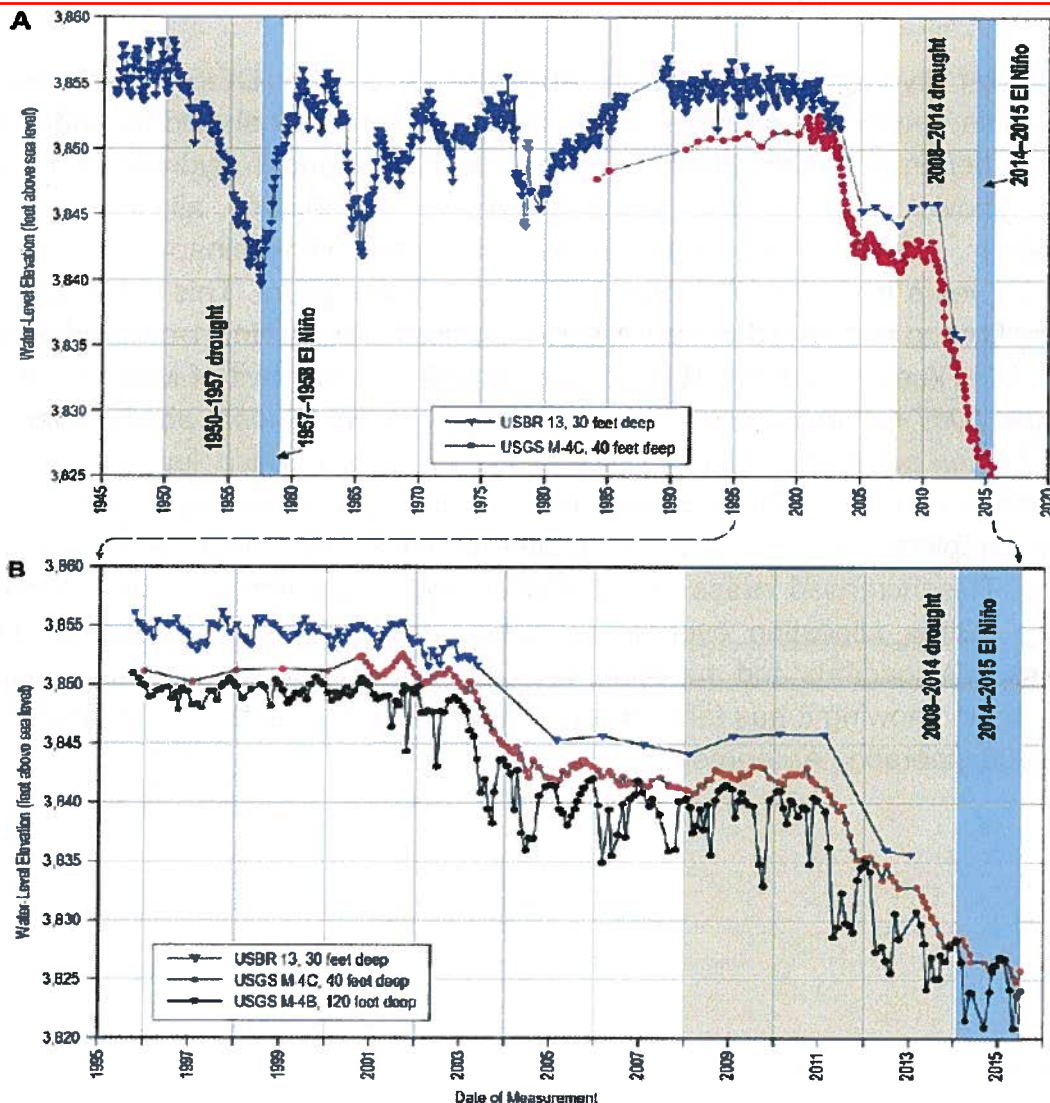 A
3,860
3,855
3,850
3,845
3,840
3,835
3,830
3,825
Water-Level Elevation (feet above sea level)
1950–1957 drought
1957–1958 El Niño
2008–2014 drought
2014–2015 El Niño
USBR 13, 30 feet deep
USGS M-4C, 40 feet deep
1945
1950
1955
1960
1965
1970
1975
1980
1985
1990
1995
2000
2005
2010
2015
2020
B
3,860
3,855
3,850
3,845
3,840
3,835
3,830
3,825
3,820
Water-Level Elevation (feet above sea level)
2008–2014 drought
2014–2015 El Niño
USBR 13, 30 feet deep
USGS M-4C, 40 feet deep
USGS M-4B, 120 feet deep
1995
1997
1999
2001
2003
2005
2007
2009
2011
2013
2015
Date of Measurement